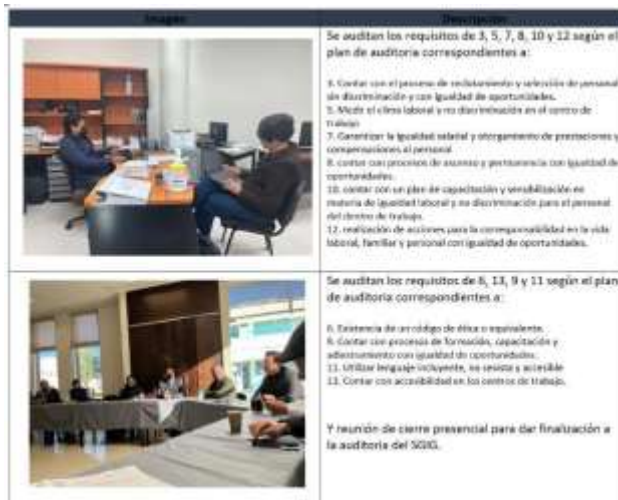 Imagen
Descripción
Se auditan los requisitos de 3, 5, 7, 8, 10 y 12 según el
plan de auditoria correspondientes a:
3. Contar con el proceso de reclutamiento y selección de personal
sin discriminación y con igualdad de oportunidades.
5. Medir el clima laboral y no discriminación en el centro de
trabajo
7. Garantizar la igualdad salarial y otorgamiento de prestaciones y
compensaciones al personal
8. contar con procesos de ascenso y permanencia con igualdad de
oportunidades.
10. contar con un plan de capacitación y sensibilización en
materia de igualdad laboral y no discriminación para el personal
del dentro de trabajo.
12. realización de acciones para la corresponsabilidad en la vida
laboral, familiar y personal con igualdad de oportunidades.
Se auditan los requisitos de 6, 13, 9 y 11 según el plan
de auditoria correspondientes a:
6. Existencia de un código de ética o equivalente.
9. Contar con procesos de formación, capacitación y
adiestramiento con igualdad de oportunidades.
11. Utilizar lenguaje incluyente, no sexista y accesible
13. Contar con accesibilidad en los centros de trabajo.
Y reunión de cierre presencial para dar finalización a
la auditoria del SGIG.